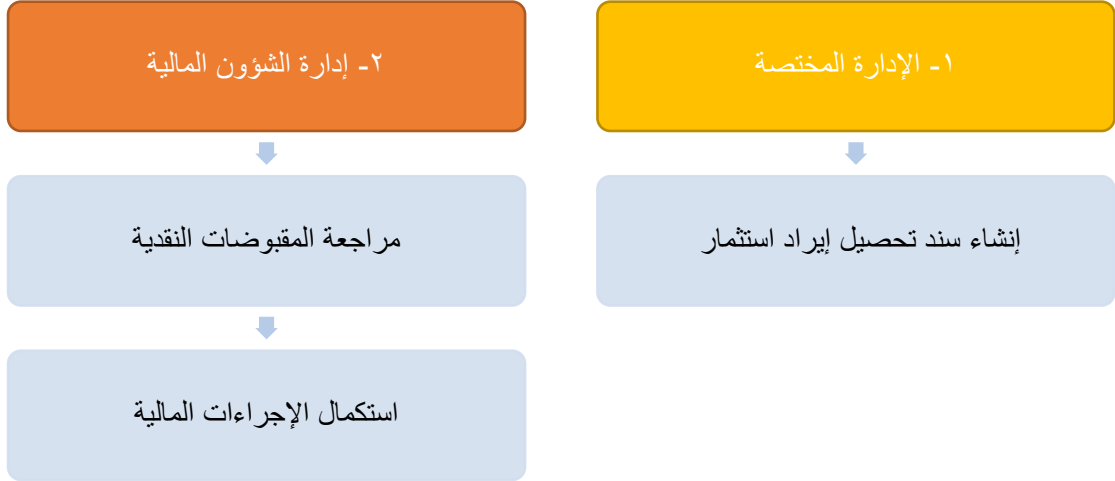 ١- الإدارة المختصة
إنشاء سند تحصيل إيراد استثمار
٢- إدارة الشؤون المالية
مراجعة المقبوضات النقدية
استكمال الإجراءات المالية